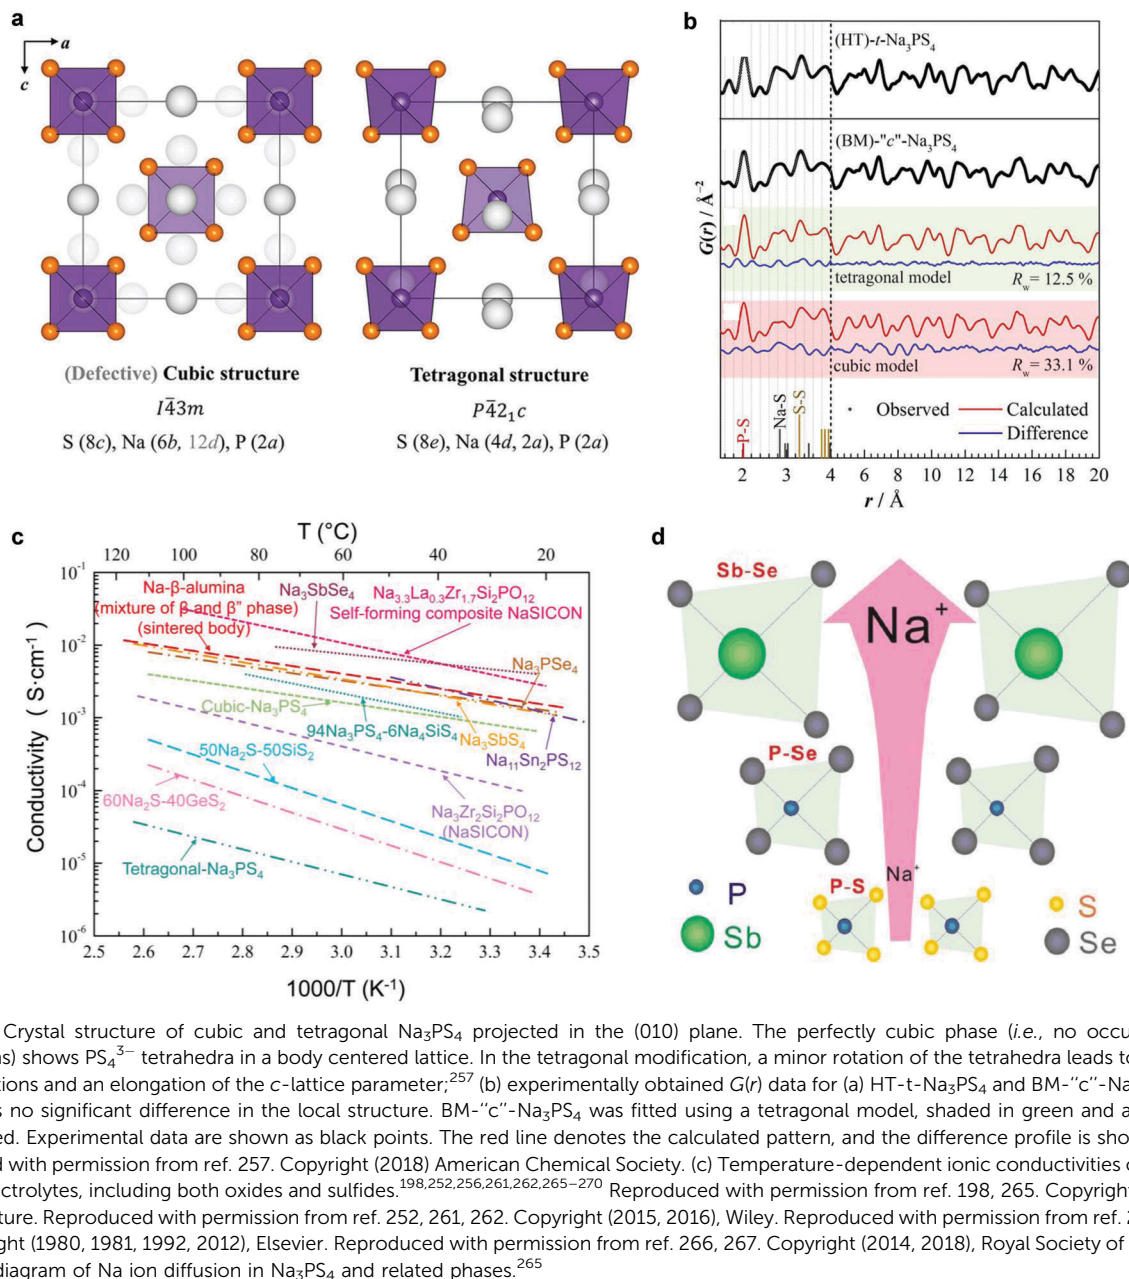 a
a
c
(Defective) Cubic structure
I4̅3m
S (8c), Na (6b, 12d), P (2a)
Tetragonal structure
P4̅2₁c
S (8e), Na (4d, 2a), P (2a)
b
(HT)-t-Na₃PS₄
(BM)-"c"-Na₃PS₄
G(r) / Å⁻²
tetragonal model
R_w = 12.5 %
cubic model
R_w = 33.1 %
P-S
Na-S
S-S
Observed
Calculated
Difference
2 3 4 6 8 10 12 14 16 18 20
r / Å
c
T (°C)
120 100 80 60 40 20
Conductivity ( S·cm⁻¹)
10⁻¹
10⁻²
10⁻³
10⁻⁴
10⁻⁵
10⁻⁶
Na-β-alumina
(mixture of β and β" phase)
(sintered body)
Na₃SbSe₄
Na₃.₃La₀.₃Zr₁.₇Si₂PO₁₂
Self-forming composite NaSICON
Na₃PSe₄
Cubic-Na₃PS₄
94Na₃PS₄-6Na₄SiS₄
Na₃SbS₄
Na₁₁Sn₂PS₁₂
50Na₂S-50SiS₂
60Na₂S-40GeS₂
Na₃Zr₂Si₂PO₁₂
(NaSICON)
Tetragonal-Na₃PS₄
2.5 2.6 2.7 2.8 2.9 3.0 3.1 3.2 3.3 3.4 3.5
1000/T (K⁻¹)
d
Sb-Se
Na⁺
P-Se
Na⁺
P-S
P
Sb
S
Se
Crystal structure of cubic and tetragonal Na₃PS₄ projected in the (010) plane. The perfectly cubic phase (i.e., no occu
s) shows PS₄³⁻ tetrahedra in a body centered lattice. In the tetragonal modification, a minor rotation of the tetrahedra leads to
tions and an elongation of the c-lattice parameter;²⁵⁷ (b) experimentally obtained G(r) data for (a) HT-t-Na₃PS₄ and BM-"c"-Na
s no significant difference in the local structure. BM-"c"-Na₃PS₄ was fitted using a tetragonal model, shaded in green and a
ed. Experimental data are shown as black points. The red line denotes the calculated pattern, and the difference profile is sho
d with permission from ref. 257. Copyright (2018) American Chemical Society. (c) Temperature-dependent ionic conductivities o
ectrolytes, including both oxides and sulfides.¹⁹⁸,²⁵²,²⁵⁶,²⁶¹,²⁶²,²⁶⁵⁻²⁷⁰ Reproduced with permission from ref. 198, 265. Copyright
ture. Reproduced with permission from ref. 252, 261, 262. Copyright (2015, 2016), Wiley. Reproduced with permission from ref. 2
ght (1980, 1981, 1992, 2012), Elsevier. Reproduced with permission from ref. 266, 267. Copyright (2014, 2018), Royal Society of
diagram of Na ion diffusion in Na₃PS₄ and related phases.²⁶⁵